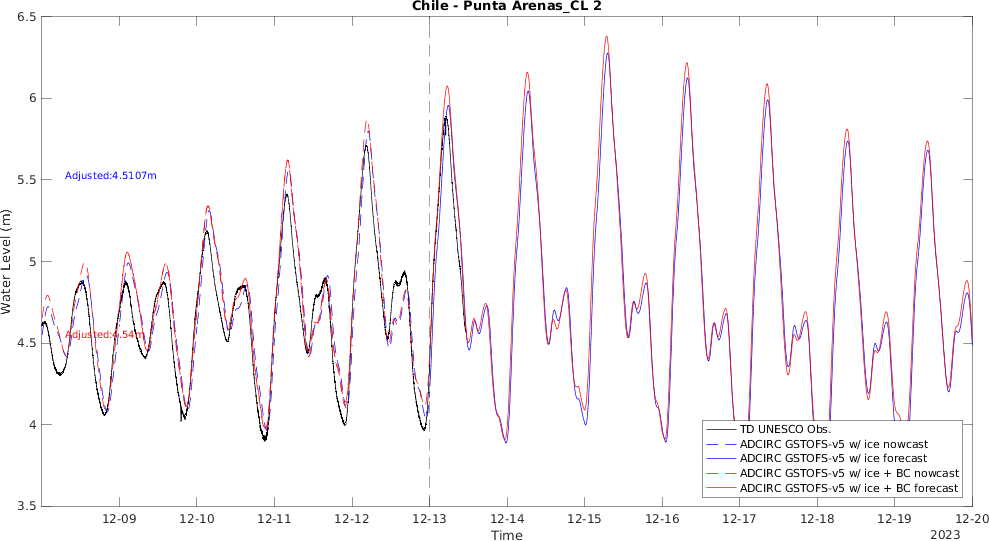 Chile - Punta Arenas_CL 2
6.5
6
5.5
5
4.5
4
3.5
Water Level (m)
Adjusted:4.5107m
Adjusted:4.54m
TD UNESCO Obs.
ADCIRC GSTOFS-v5 w/ ice nowcast
ADCIRC GSTOFS-v5 w/ ice forecast
ADCIRC GSTOFS-v5 w/ ice + BC nowcast
ADCIRC GSTOFS-v5 w/ ice + BC forecast
12-09 12-10 12-11 12-12 12-13 12-14 12-15 12-16 12-17 12-18 12-19 12-20
Time
2023